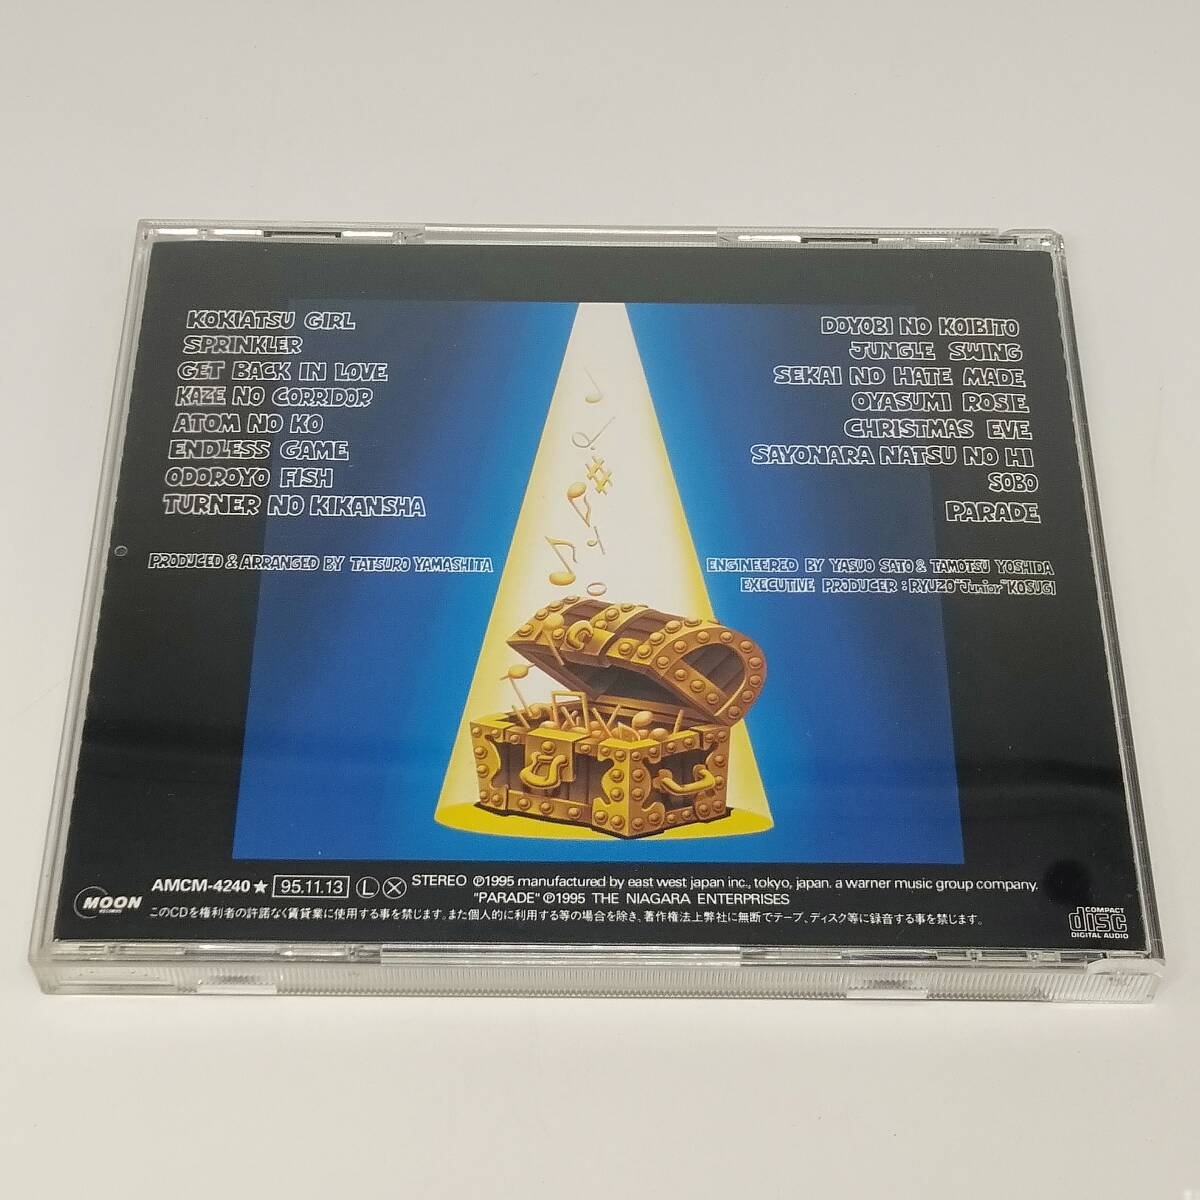 KOKIATSU GIRL
SPRINKLER
GET BACK IN LOVE
KAZE NO CORRIDOR
ATOM NO KO
ENDLESS GAME
ODOROYO FISH
TURNER NO KIKANSHA
DOYOBI NO KOIBITO
JUNGLE SWING
SEKAI NO HATE MADE
OYASUMI ROSIE
CHRISTMAS EVE
SAYONARA NATSU NO HI
SOBO
PARADE
PRODUCED & ARRANGED BY TATSURO YAMASHITA
ENGINEERED BY YASUO SATO & TAMOTSU YOSHIDA
EXECUTIVE PRODUCER : RYUZO "Junior" KOSUGI
MOON
RECORDS
AMCM-4240★ 95.11.13 Ⓛ Ⓧ STEREO ℗1995 manufactured by east west japan inc., tokyo, japan. a warner music group company.
"PARADE" ℗1995 THE NIAGARA ENTERPRISES
このCDを権利者の許諾なく賃貸業に使用する事を禁じます。また個人的に利用する等の場合を除き、著作権法上弊社に無断でテープ、ディスク等に録音する事を禁じます。
COMPACT
disc
DIGITAL AUDIO